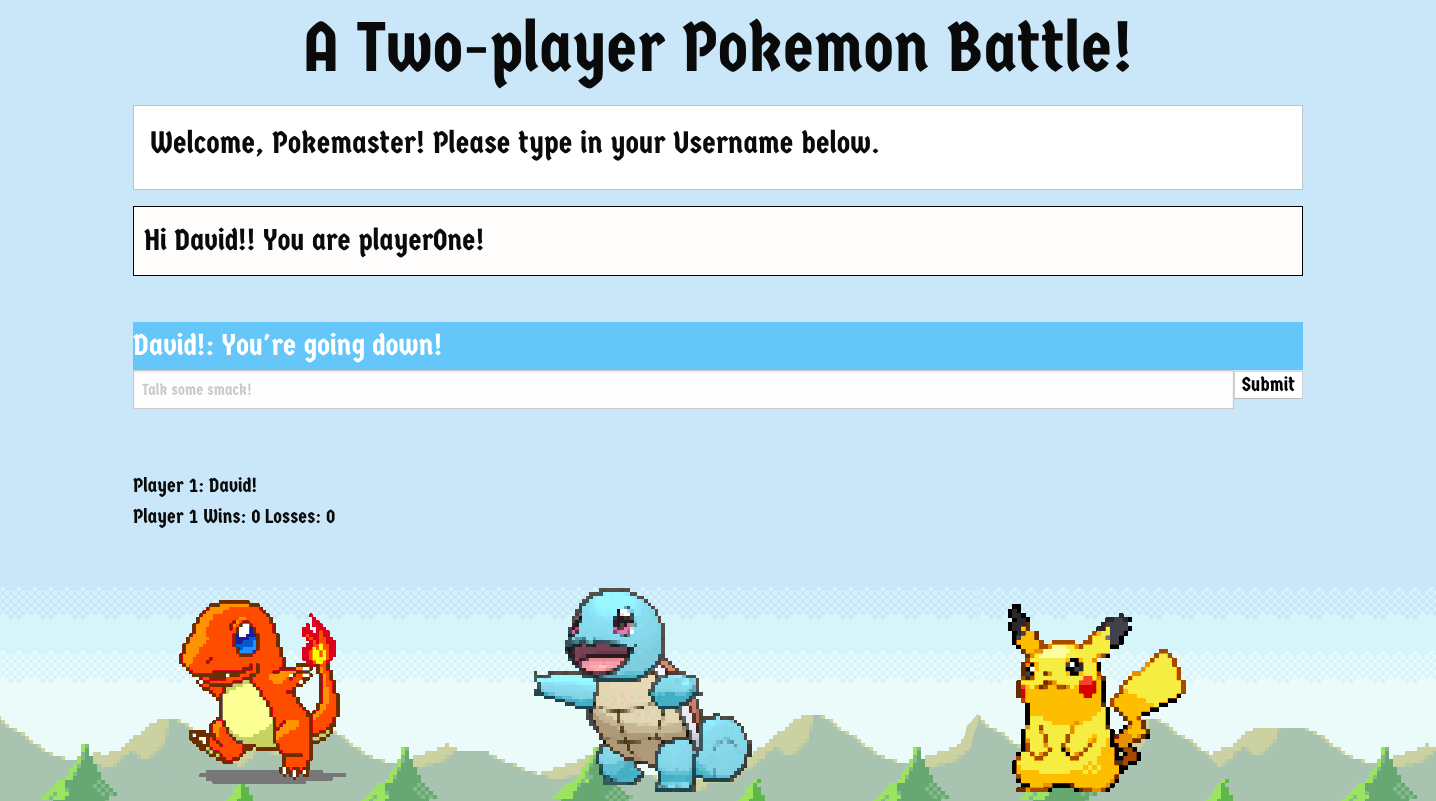 A Two-player Pokemon Battle!
Welcome, Pokemaster! Please type in your Username below.
Hi David!! You are playerOne!
David!: You're going down!
Talk some smack!
Submit
Player 1: David!
Player 1 Wins: 0 Losses: 0